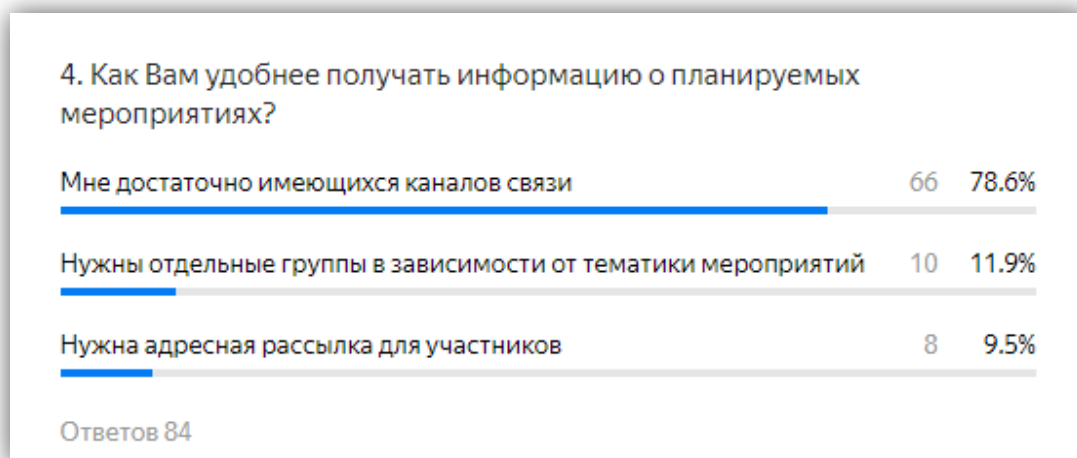 4. Как Вам удобнее получать информацию о планируемых
мероприятиях?
Мне достаточно имеющихся каналов связи 66 78.6%
Нужны отдельные группы в зависимости от тематики мероприятий 10 11.9%
Нужна адресная рассылка для участников 8 9.5%
Ответов 84